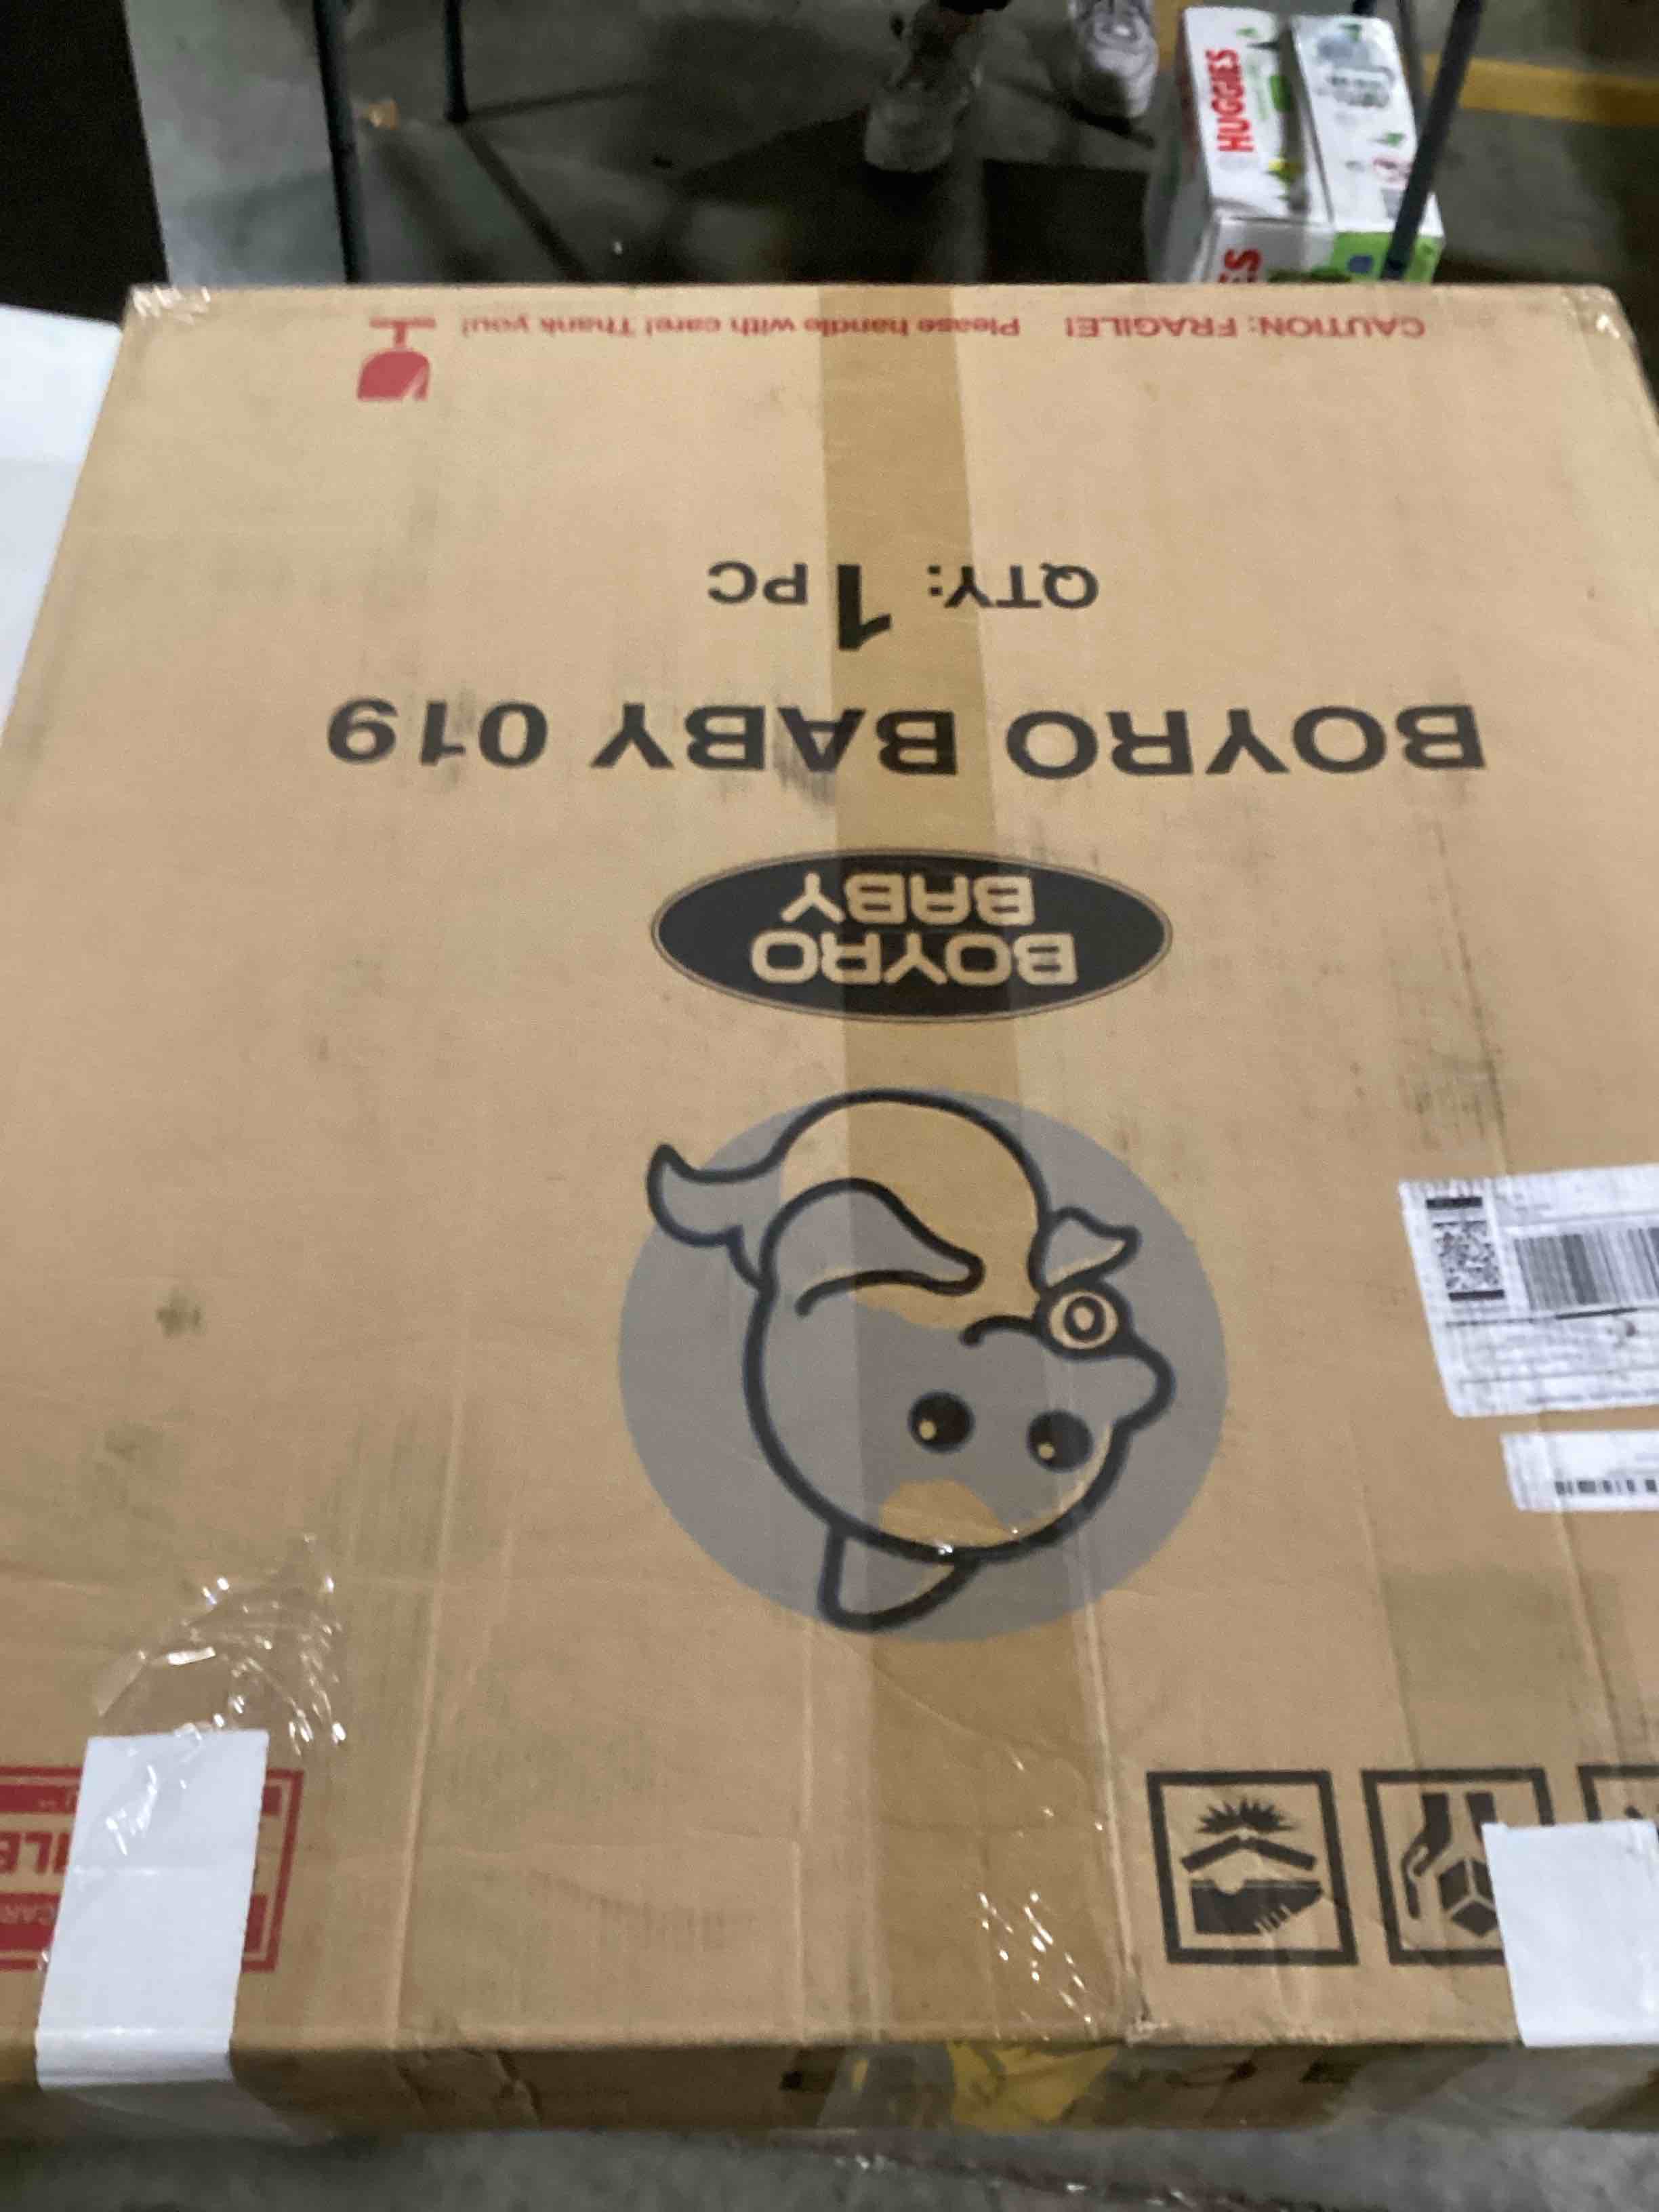 HUGGIES
CAUTION: FRAGILE! Please handle with care! Thank you!
QTY: 1 PC
BOYRO BABY 019
BOYRO
BABY